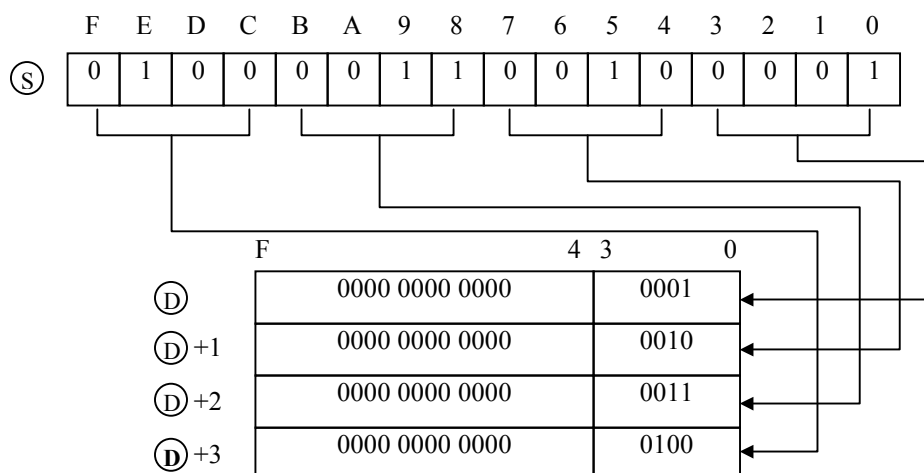 F E D C B A 9 8 7 6 5 4 3 2 1 0
S 0 1 0 0 0 0 1 1 0 0 1 0 0 0 0 1
F 4 3 0
D 0000 0000 0000 0001
D +1 0000 0000 0000 0010
D +2 0000 0000 0000 0011
D +3 0000 0000 0000 0100